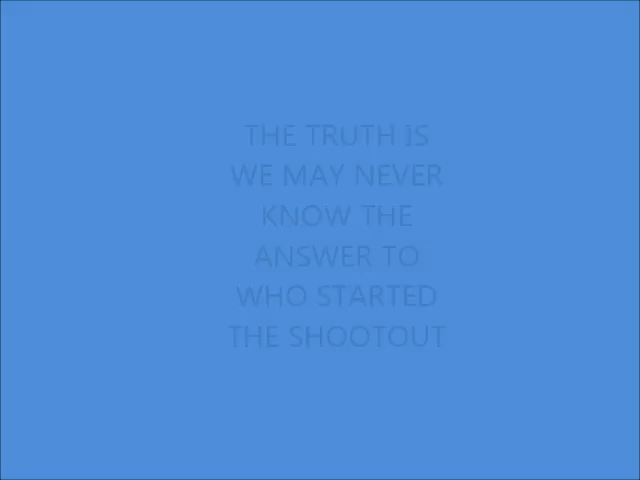 THE TRUTH IS
WE MAY NEVER
KNOW THE
ANSWER TO
WHO STARTED
THE SHOOTOUT